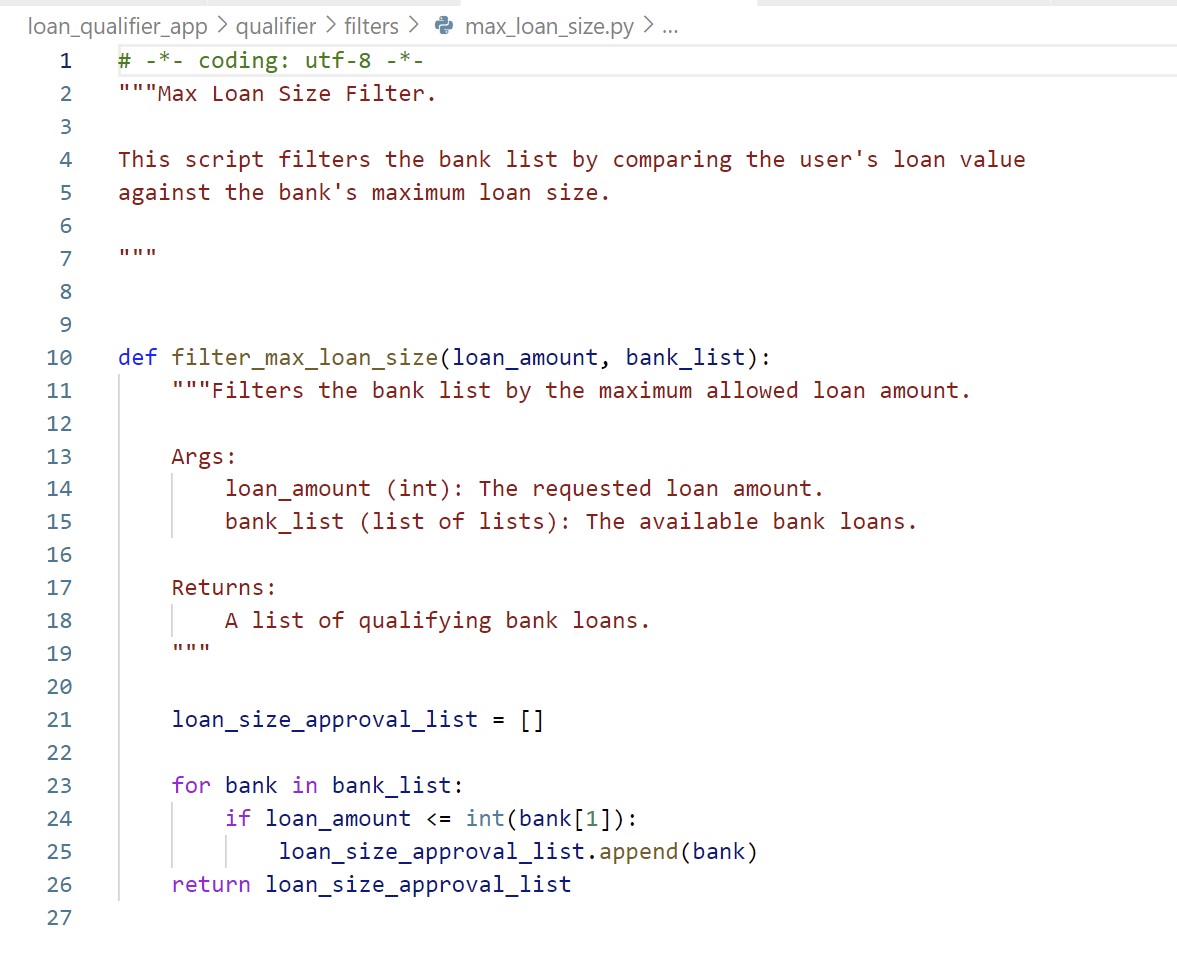 loan_qualifier_app > qualifier > filters > max_loan_size.py > ...
1 # -*- coding: utf-8 -*-
2 """Max Loan Size Filter.
3
4 This script filters the bank list by comparing the user's loan value
5 against the bank's maximum loan size.
6
7 """
8
9
10 def filter_max_loan_size(loan_amount, bank_list):
11     """Filters the bank list by the maximum allowed loan amount.
12
13     Args:
14         loan_amount (int): The requested loan amount.
15         bank_list (list of lists): The available bank loans.
16
17     Returns:
18         A list of qualifying bank loans.
19     """
20
21     loan_size_approval_list = []
22
23     for bank in bank_list:
24         if loan_amount <= int(bank[1]):
25             loan_size_approval_list.append(bank)
26     return loan_size_approval_list
27